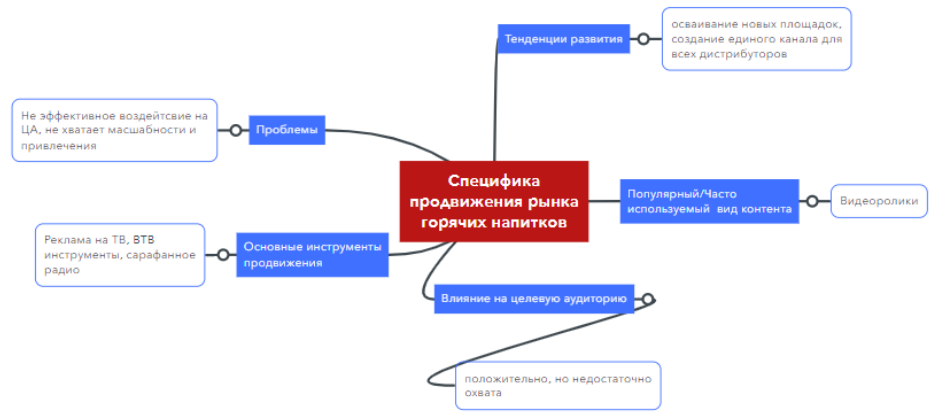 осваивание новых площадок,
создание единого канала для
всех дистрибуторов
Тенденции развития
Не эффективное воздейтсвие на
ЦА, не хватает масшабности и
привлечения
Проблемы
Специфика
продвижения рынка
горячих напитков
Популярный/Часто
используемый вид контента
Видеоролики
Реклама на ТВ, BTB
инструменты, сарафанное
радио
Основные инструменты
продвижения
Влияние на целевую аудиторию
положительно, но недостаточно
охвата